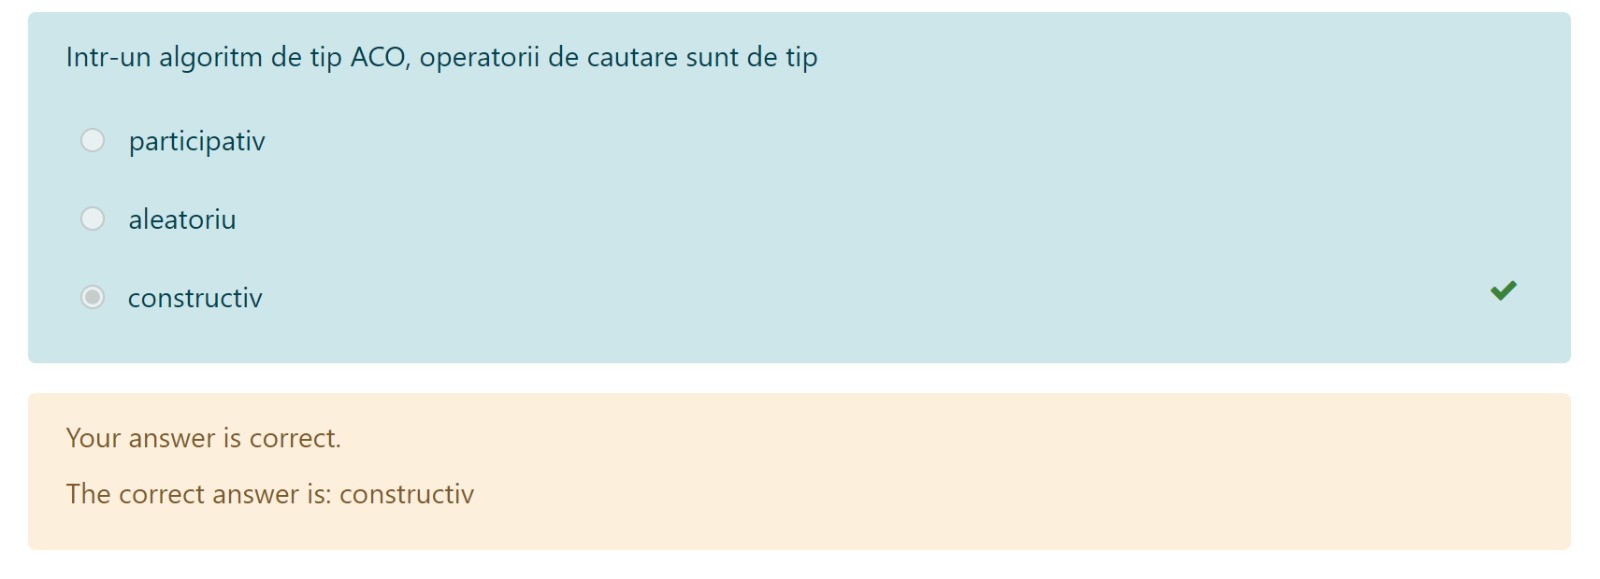 Intr-un algoritm de tip ACO, operatorii de cautare sunt de tip
participativ
aleatoriu
constructiv
Your answer is correct.
The correct answer is: constructiv